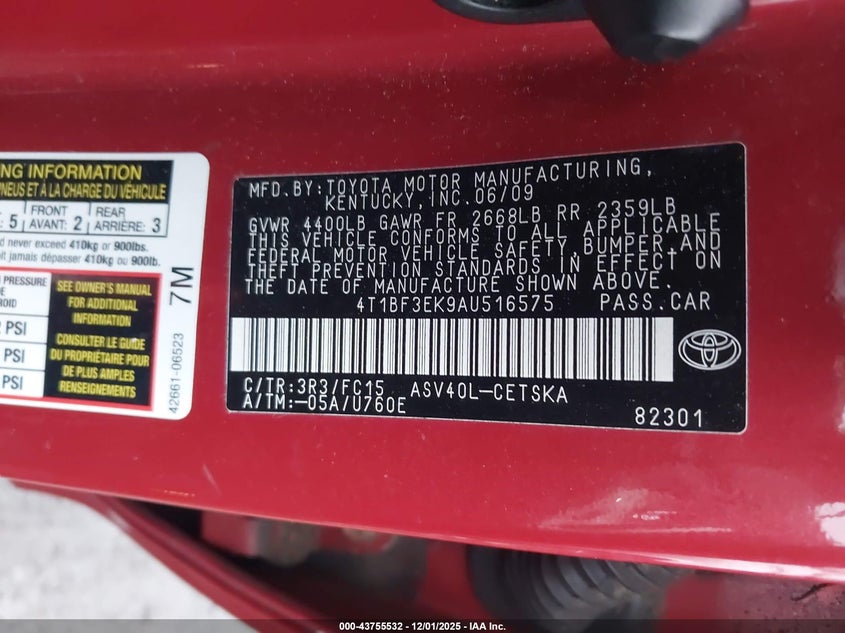 NG INFORMATION
PNEUS ET À LA CHARGE DU VÉHICULE
5 FRONT AVANT: 2 REAR ARRIÈRE: 3
d never exceed 410kg or 900lbs.
it jamais dépasser 410kg or 900lb.
PRESSURE
SEE OWNER'S MANUAL
FOR ADDITIONAL
INFORMATION
PSI
CONSULTER LE GUIDE
DU PROPRIÉTAIRE POUR
DE PLUS AMPLES
RENSEIGNEMENTS
PSI
PSI
7M
42661-06523
MFD. BY: TOYOTA MOTOR MANUFACTURING,
KENTUCKY, INC. 06/09
GVWR 4400LB GAWR FR 2668LB RR 2359LB
THIS VEHICLE CONFORMS TO ALL APPLICABLE
FEDERAL MOTOR VEHICLE SAFETY, BUMPER, AND
THEFT PREVENTION STANDARDS IN EFFECT ON
THE DATE OF MANUFACTURE SHOWN ABOVE.
4T1BF3EK9AU516575 PASS.CAR
C/TR:3R3/FC15 ASV40L-CETSKA
A/TM:-05A/U760E
82301
000-43755532 - 12/01/2025 - IAA Inc.